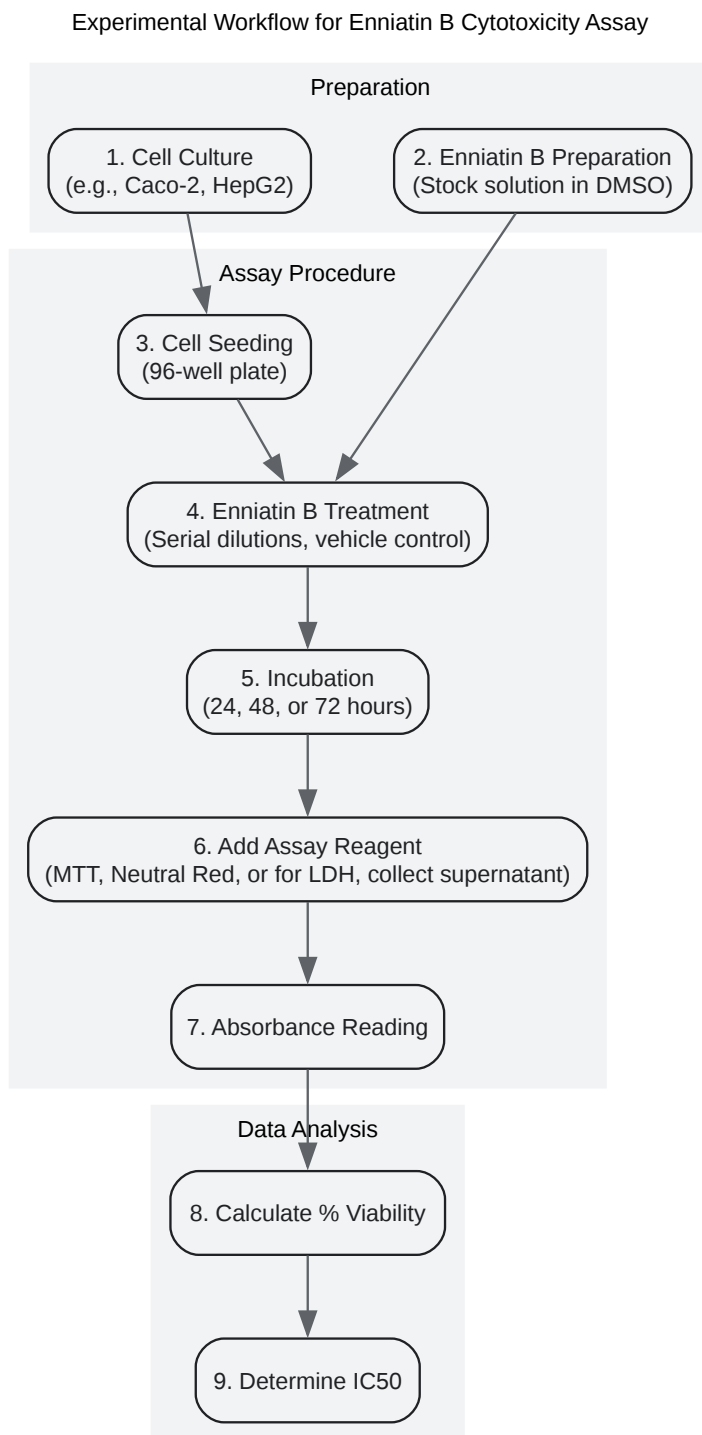 Experimental Workflow for Enniatin B Cytotoxicity Assay
Preparation
1. Cell Culture
(e.g., Caco-2, HepG2)
2. Enniatin B Preparation
(Stock solution in DMSO)
Assay Procedure
3. Cell Seeding
(96-well plate)
4. Enniatin B Treatment
(Serial dilutions, vehicle control)
5. Incubation
(24, 48, or 72 hours)
6. Add Assay Reagent
(MTT, Neutral Red, or for LDH, collect supernatant)
7. Absorbance Reading
Data Analysis
8. Calculate % Viability
9. Determine IC50